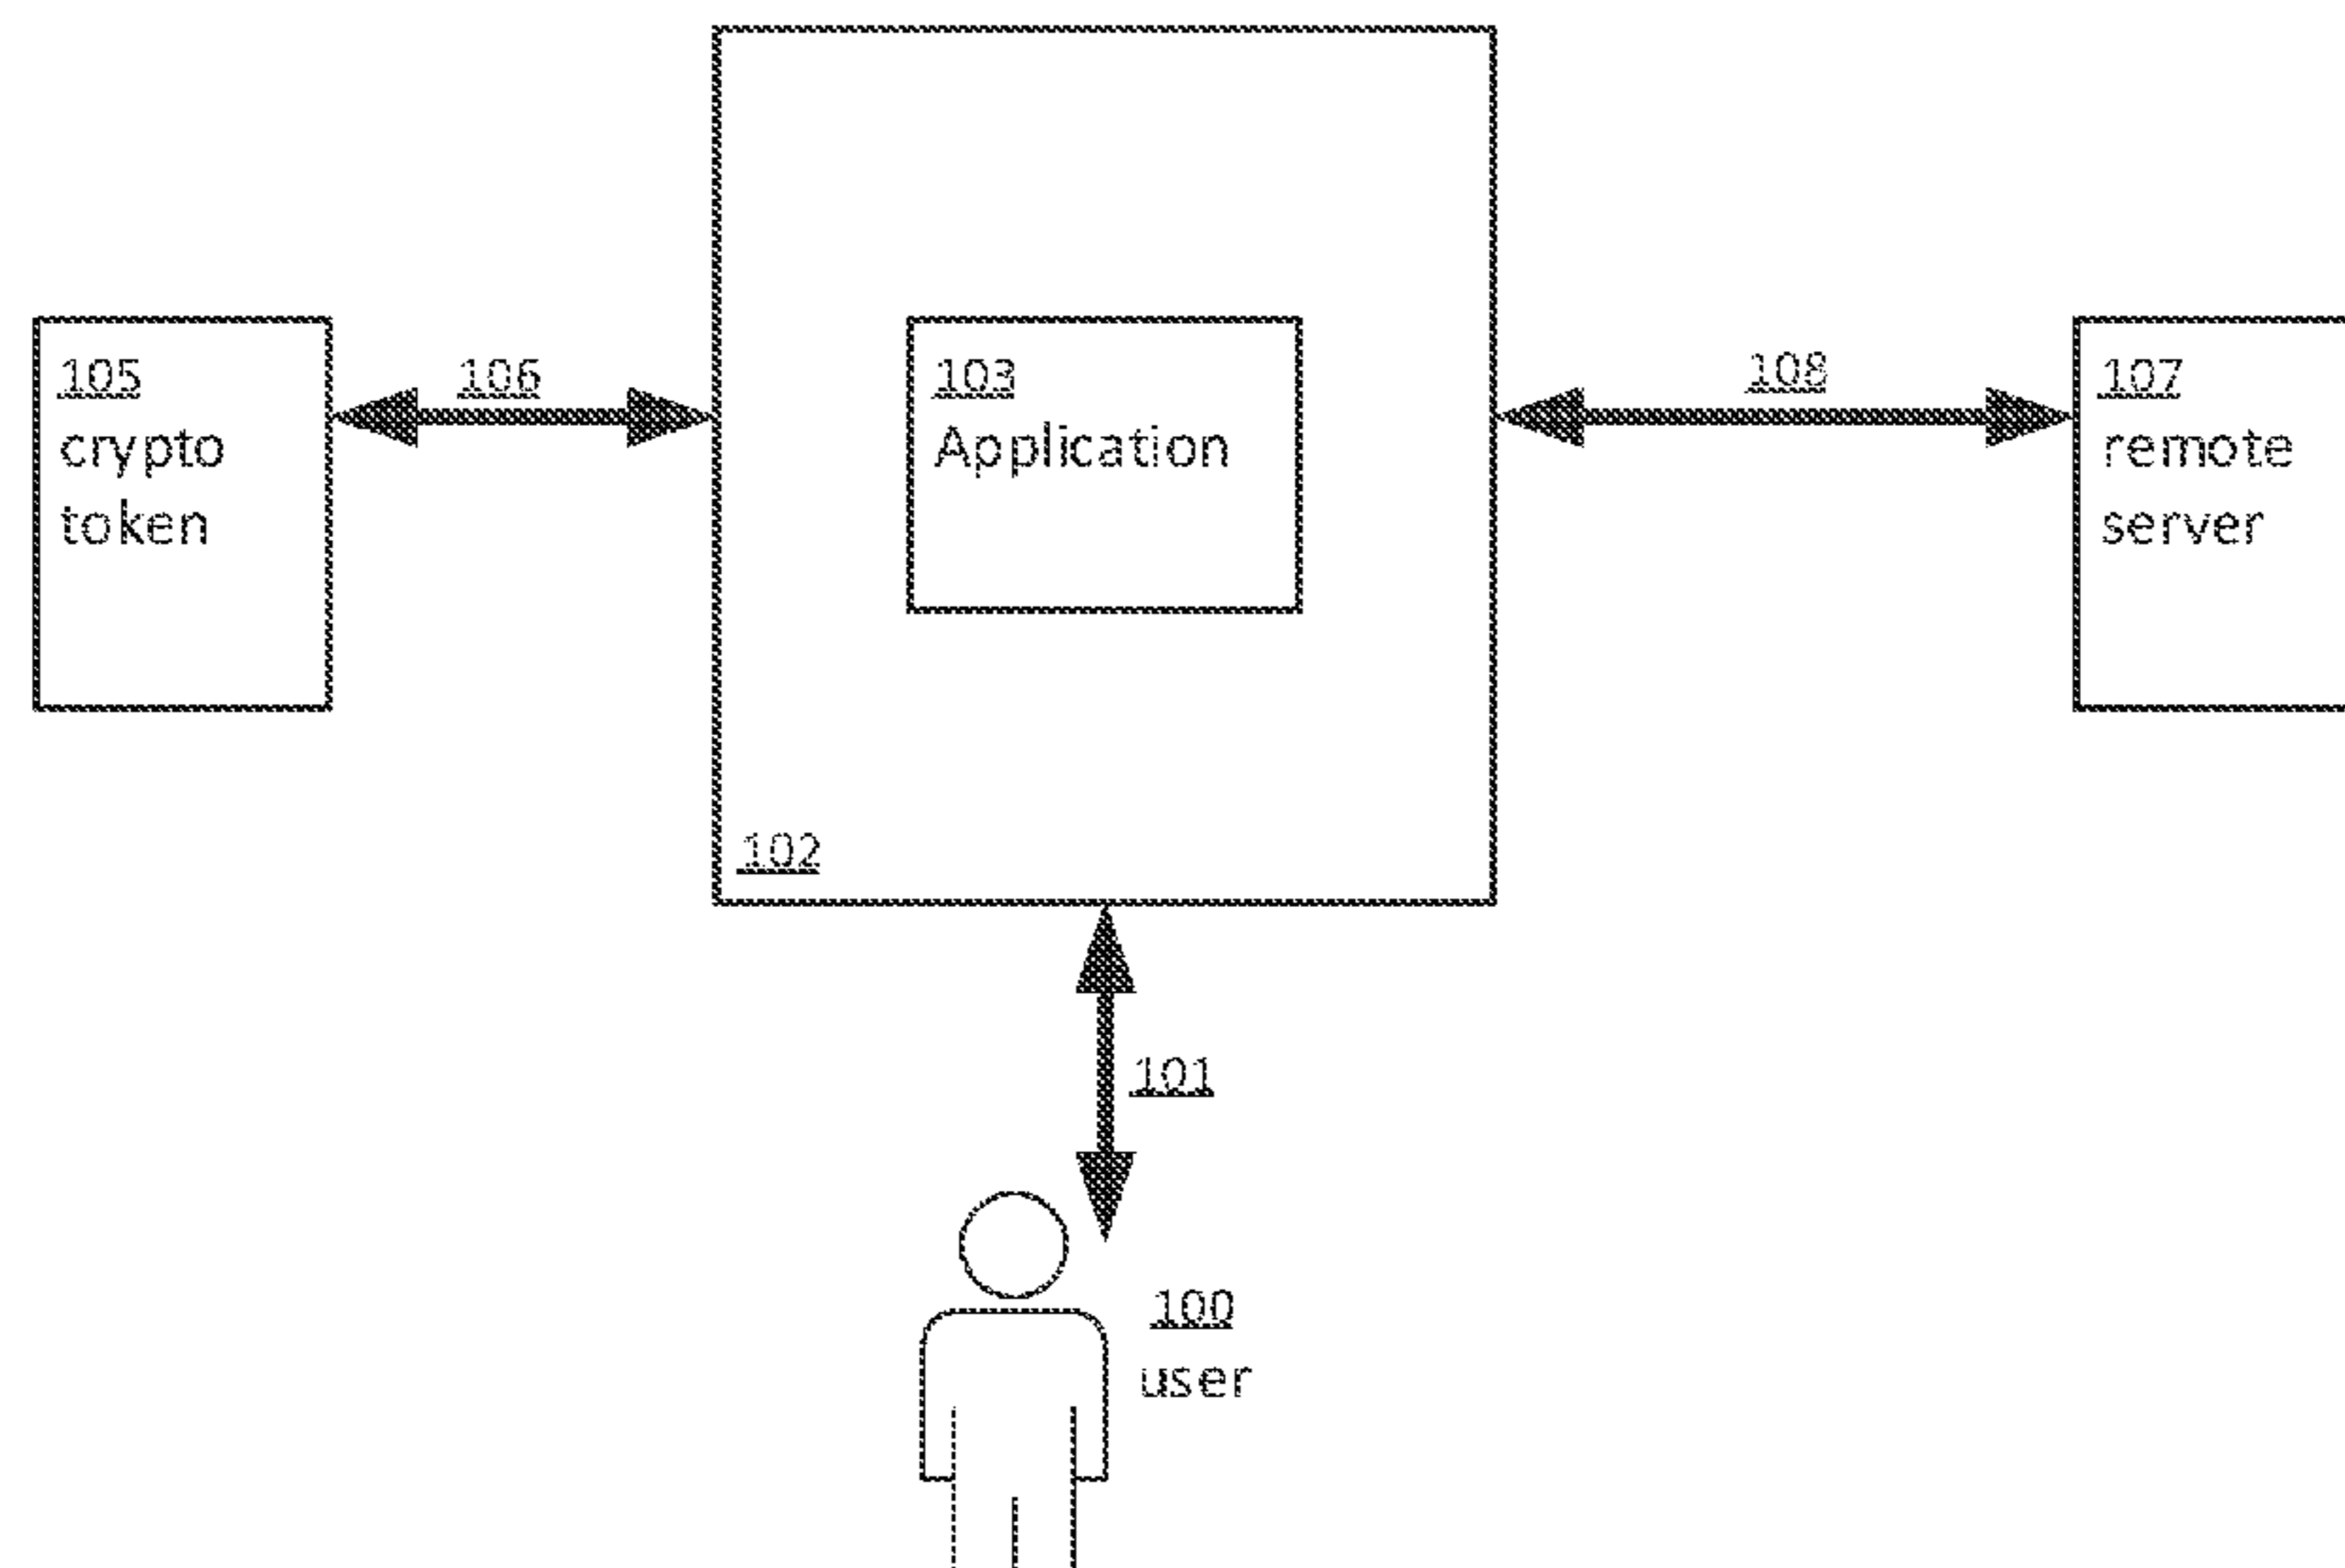 105
crypto
token
106
103
Application
108
107
remote
server
102
101
100
user